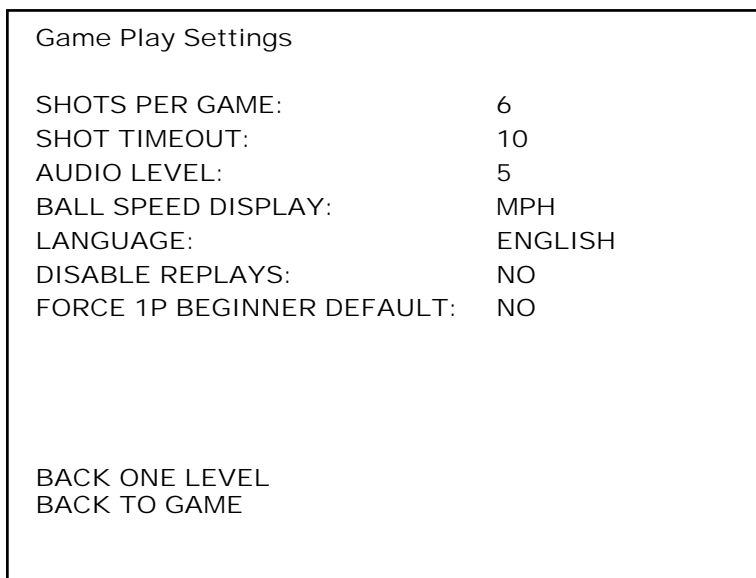 Game Play Settings
SHOTS PER GAME: 6
SHOT TIMEOUT: 10
AUDIO LEVEL: 5
BALL SPEED DISPLAY: MPH
LANGUAGE: ENGLISH
DISABLE REPLAYS: NO
FORCE 1P BEGINNER DEFAULT: NO
BACK ONE LEVEL
BACK TO GAME